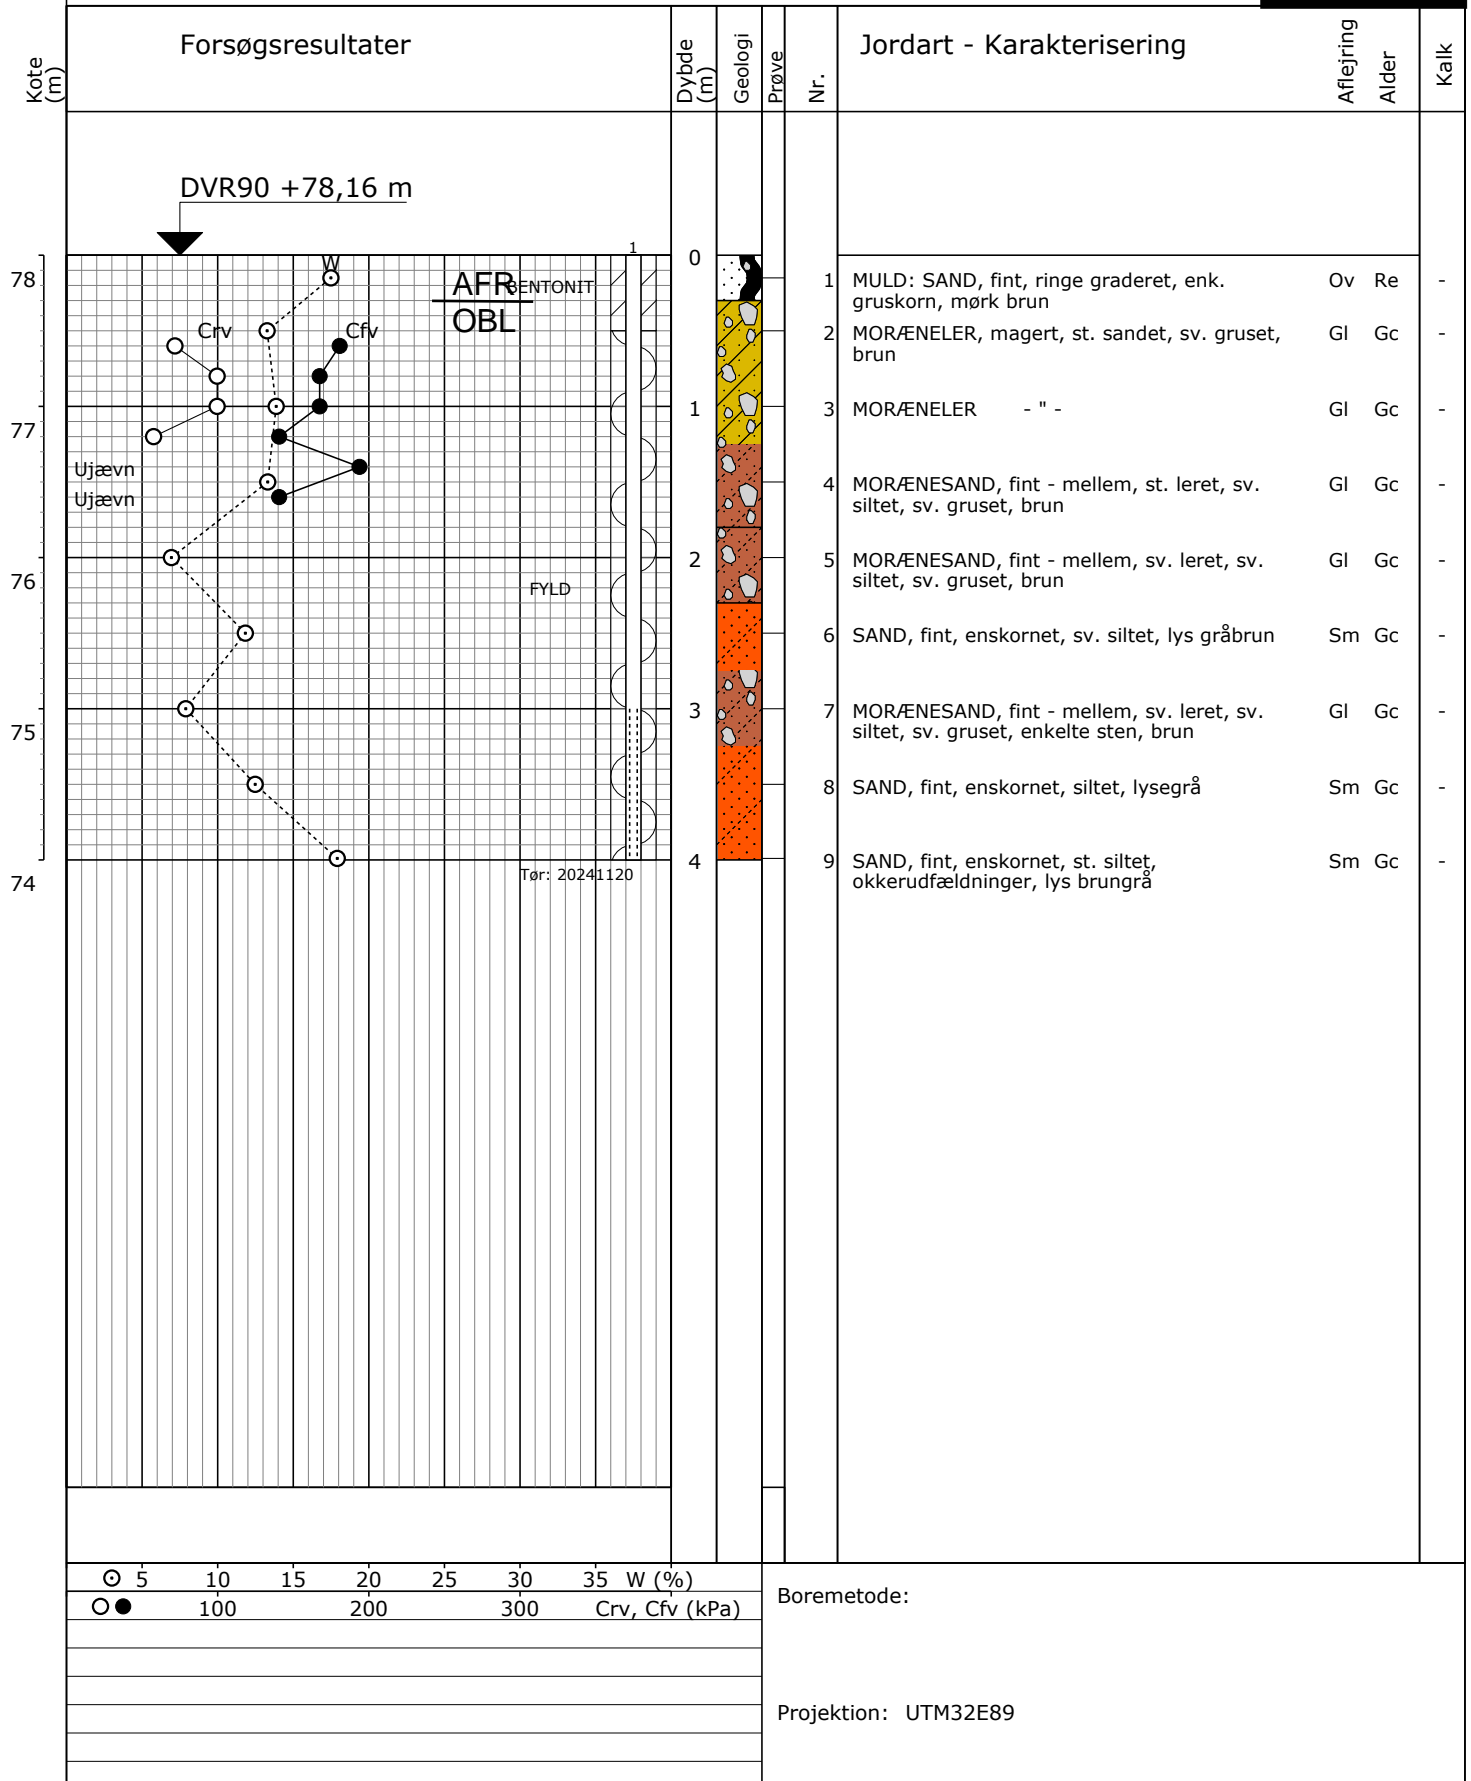 Kote (m)
Forsøgsresultater
Dybde (m)
Geologi
Prøve
Nr.
Jordart - Karakterisering
Aflejring
Alder
Kalk
DVR90 +78,16 m
1
W
0
78
AFR
BENTONIT
OBL
Crv
Cfv
1 MULD: SAND, fint, ringe graderet, enk. Ov Re -
gruskorn, mørk brun
2 MORÆNELER, magert, st. sandet, sv. gruset, Gl Gc -
brun
1
77
3 MORÆNELER - " - Gl Gc -
Ujævn
Ujævn
4 MORÆNESAND, fint - mellem, st. leret, sv. Gl Gc -
siltet, sv. gruset, brun
2
76
FYLD
5 MORÆNESAND, fint - mellem, sv. leret, sv. Gl Gc -
siltet, sv. gruset, brun
6 SAND, fint, enskornet, sv. siltet, lys gråbrun Sm Gc -
3
75
7 MORÆNESAND, fint - mellem, sv. leret, sv. Gl Gc -
siltet, sv. gruset, enkelte sten, brun
8 SAND, fint, enskornet, siltet, lysegrå Sm Gc -
4
74
Tør: 20241120
9 SAND, fint, enskornet, st. siltet, Sm Gc -
okkerudfældninger, lys brungrå
5 10 15 20 25 30 35 W (%)
100 200 300 Crv, Cfv (kPa)
Boremetode:
Projektion: UTM32E89